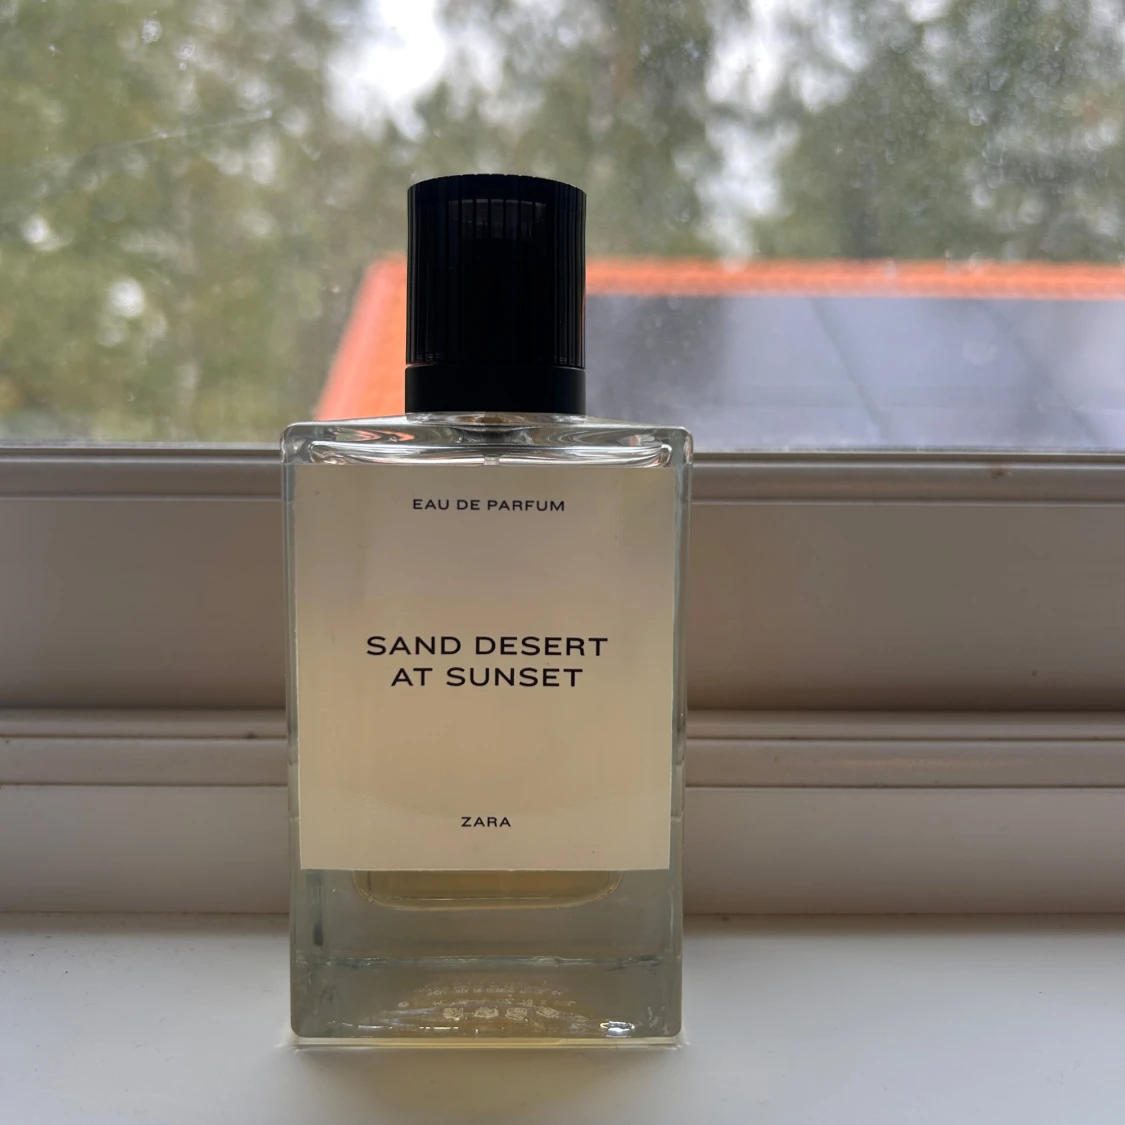 EAU DE PARFUM
SAND DESERT
AT SUNSET
ZARA